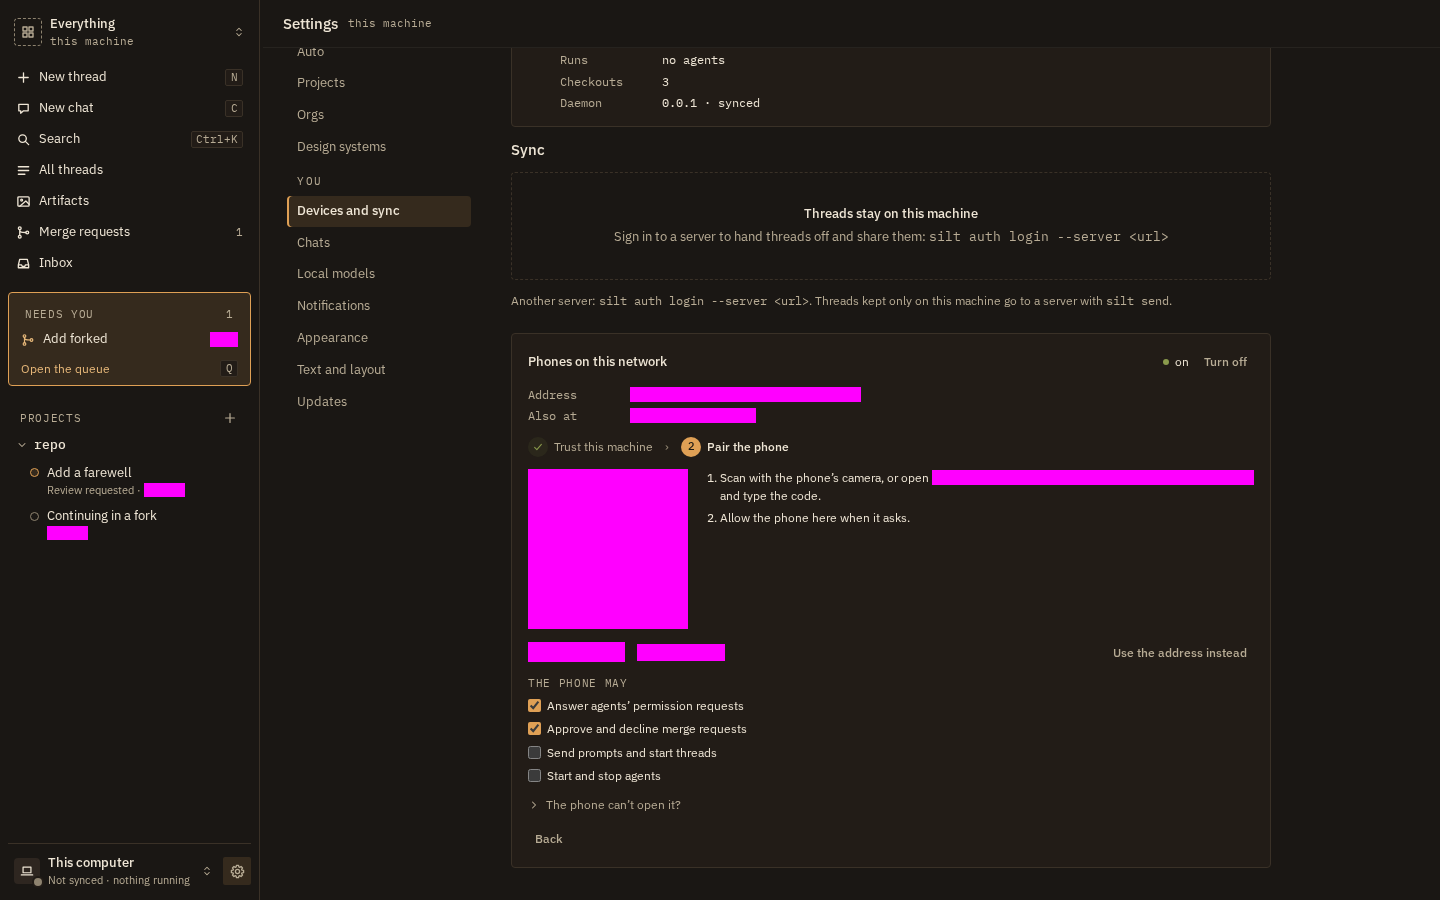 Everything
this machine
New thread N
New chat C
Search Ctrl+K
All threads
Artifacts
Merge requests 1
Inbox
NEEDS YOU 1
Add forked
Open the queue Q
PROJECTS
repo
Add a farewell
Review requested ·
Continuing in a fork
This computer
Not synced · nothing running
Settings this machine
Auto
Projects
Orgs
Design systems
YOU
Devices and sync
Chats
Local models
Notifications
Appearance
Text and layout
Updates
Runs no agents
Checkouts 3
Daemon 0.0.1 · synced
Sync
Threads stay on this machine
Sign in to a server to hand threads off and share them: silt auth login --server <url>
Another server: silt auth login --server <url>. Threads kept only on this machine go to a server with silt send.
Phones on this network on Turn off
Address
Also at
Trust this machine › 2 Pair the phone
1. Scan with the phone’s camera, or open
and type the code.
2. Allow the phone here when it asks.
Use the address instead
THE PHONE MAY
Answer agents’ permission requests
Approve and decline merge requests
Send prompts and start threads
Start and stop agents
The phone can’t open it?
Back